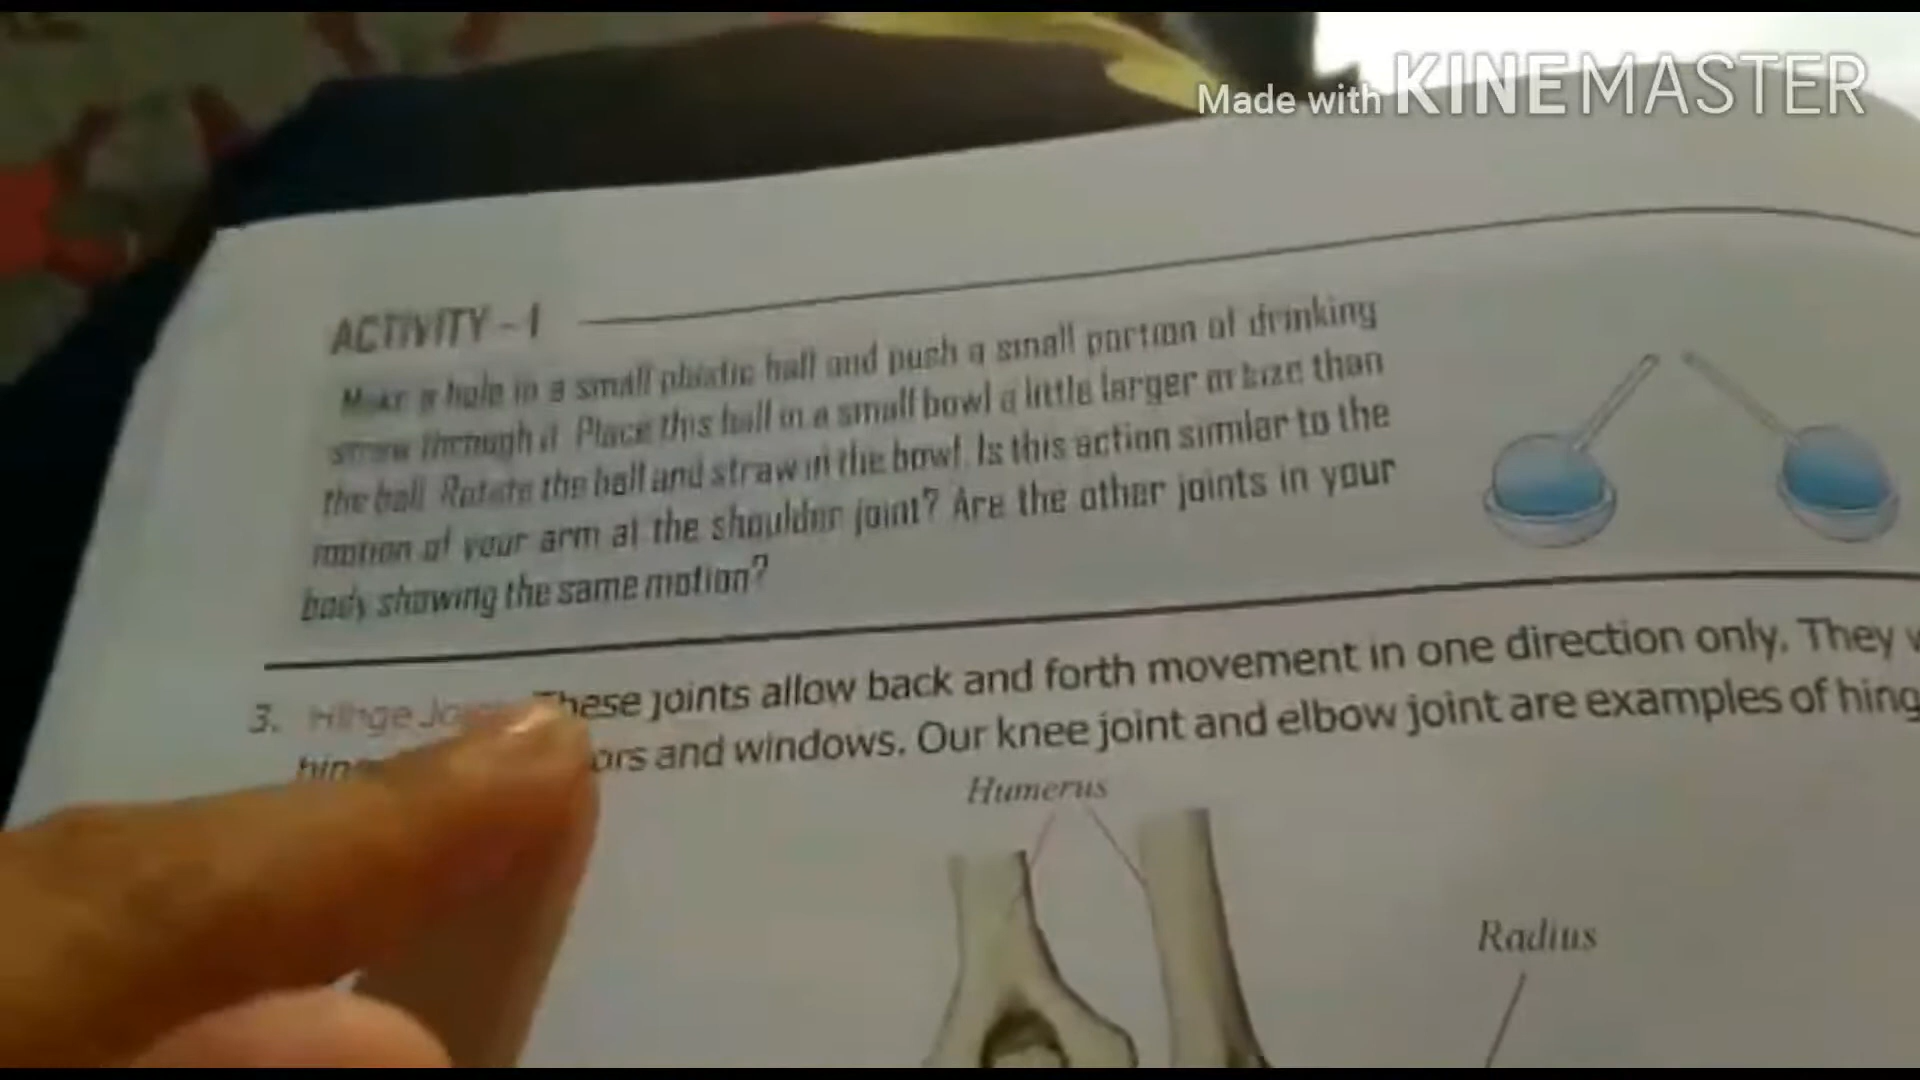 Made with KINEMASTER
ACTIVITY – 1
Make a hole in a small plastic ball and push a small portion of drinking
straw through it. Place this ball in a small bowl a little larger in size than
the ball. Rotate the ball and straw in the bowl. Is this action similar to the
motion of your arm at the shoulder joint? Are the other joints in your
body showing the same motion?
3. Hinge These joints allow back and forth movement in one direction only. They
and windows. Our knee joint and elbow joint are examples of
Humerus
Radius